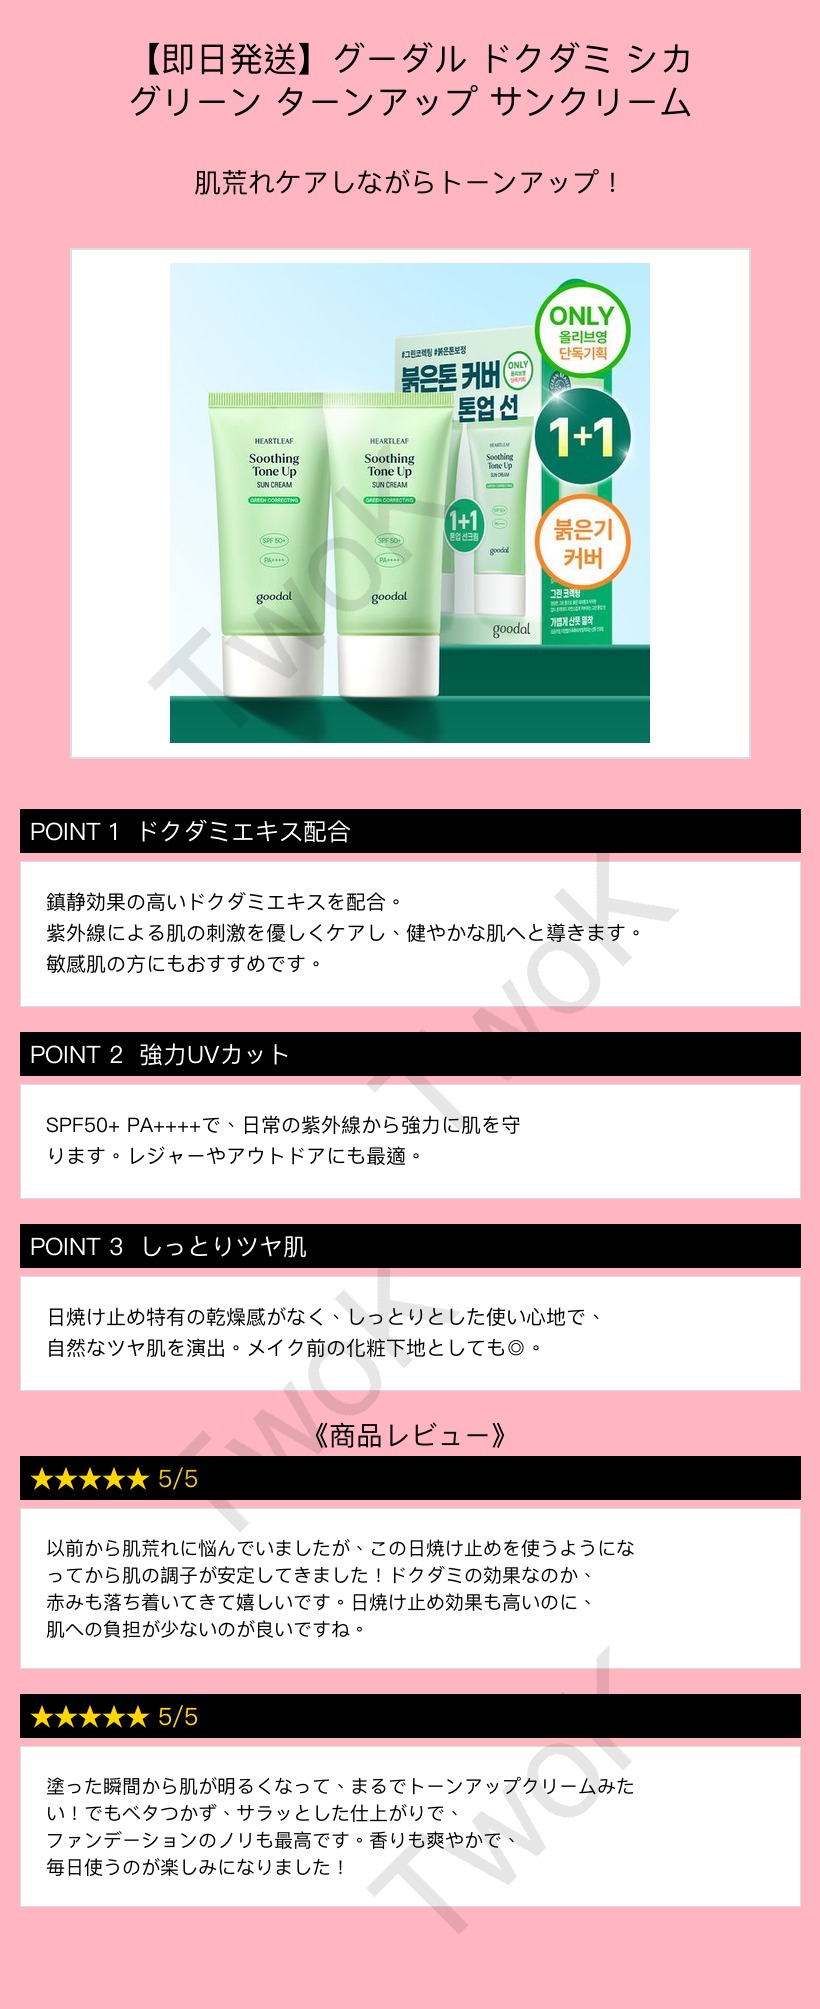 【即日発送】グーダル ドクダミ シカ
グリーン ターンアップ サンクリーム
肌荒れケアしながらトーンアップ！
ONLY
올리브영
단독기획
#그린코렉팅 #붉은톤보정
붉은톤 커버
톤업 선
ONLY
올리브영
단독기획
1+1
붉은기
커버
HEARTLEAF
Soothing
Tone Up
SUN CREAM
GREEN CORRECTING
SPF 50+
PA++++
goodal
HEARTLEAF
Soothing
Tone Up
SUN CREAM
GREEN CORRECTING
SPF 50+
PA++++
goodal
HEARTLEAF
Soothing
Tone Up
SUN CREAM
GREEN CORRECTING
SPF 50+
PA++++
goodal
1+1
톤업 선크림
goodal
그린 코렉팅
가볍게 산뜻 밀착
TwoK
POINT 1 ドクダミエキス配合
鎮静効果の高いドクダミエキスを配合。
紫外線による肌の刺激を優しくケアし、健やかな肌へと導きます。
敏感肌の方にもおすすめです。
TwoK
POINT 2 強力UVカット
SPF50+ PA++++で、日常の紫外線から強力に肌を守
ります。レジャーやアウトドアにも最適。
POINT 3 しっとりツヤ肌
日焼け止め特有の乾燥感がなく、しっとりとした使い心地で、
自然なツヤ肌を演出。メイク前の化粧下地としても◎。
TwoK
《商品レビュー》
★★★★★ 5/5
以前から肌荒れに悩んでいましたが、この日焼け止めを使うようにな
ってから肌の調子が安定してきました！ドクダミの効果なのか、
赤みも落ち着いてきて嬉しいです。日焼け止め効果も高いのに、
肌への負担が少ないのが良いですね。
★★★★★ 5/5
塗った瞬間から肌が明るくなって、まるでトーンアップクリームみた
い！でもベタつかず、サラッとした仕上がりで、
ファンデーションのノリも最高です。香りも爽やかで、
毎日使うのが楽しみになりました！
TwoK